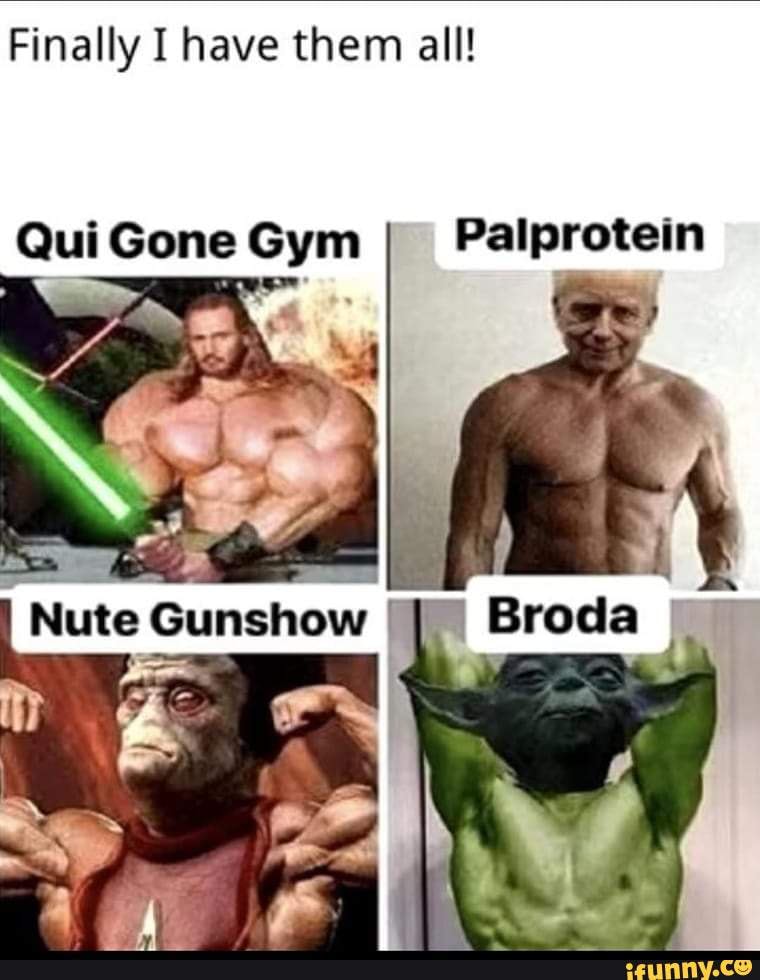 Finally I have them all!
Qui Gone Gym
Palprotein
Nute Gunshow
Broda
ifunny.co